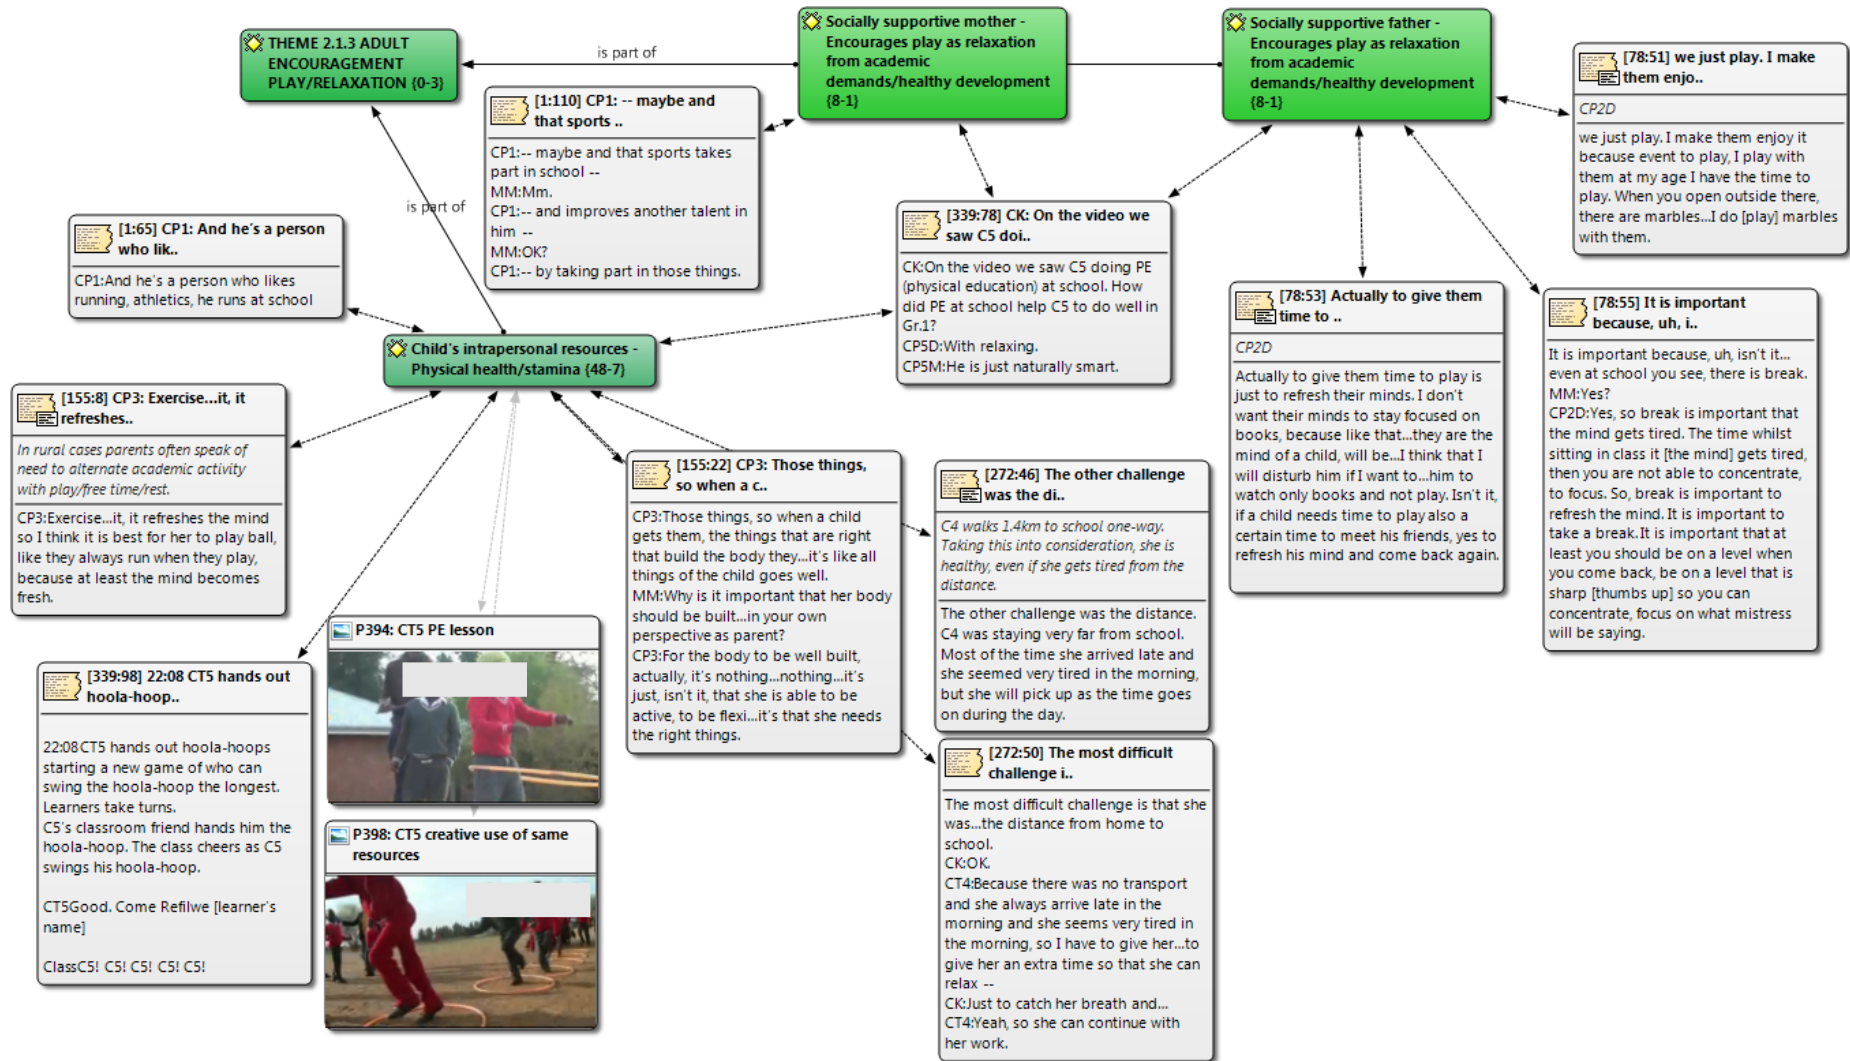 THEME 2.1.3 ADULT
ENCOURAGEMENT
PLAY/RELAXATION {0-3}
is part of
Socially supportive mother -
Encourages play as relaxation
from academic
demands/healthy development
{8-1}
Socially supportive father -
Encourages play as relaxation
from academic
demands/healthy development
{8-1}
[78:51] we just play. I make
them enjo..
CP2D
we just play. I make them enjoy it
because event to play, I play with
them at my age I have the time to
play. When you open outside there,
there are marbles...I do [play] marbles
with them.
[1:110] CP1: -- maybe and
that sports ..
CP1:-- maybe and that sports takes
part in school --
MM:Mm.
CP1:-- and improves another talent in
him --
MM:OK?
CP1:-- by taking part in those things.
is part of
[1:65] CP1: And he's a person
who lik..
CP1:And he's a person who likes
running, athletics, he runs at school
[339:78] CK: On the video we
saw C5 doi..
CK:On the video we saw C5 doing PE
(physical education) at school. How
did PE at school help C5 to do well in
Gr.1?
CP5D:With relaxing.
CP5M:He is just naturally smart.
[78:53] Actually to give them
time to ..
CP2D
Actually to give them time to play is
just to refresh their minds. I don't
want their minds to stay focused on
books, because like that...they are the
mind of a child, will be...I think that I
will disturb him if I want to...him to
watch only books and not play. Isn't it,
if a child needs time to play also a
certain time to meet his friends, yes to
refresh his mind and come back again.
[78:55] It is important
because, uh, i..
It is important because, uh, isn't it...
even at school you see, there is break.
MM:Yes?
CP2D:Yes, so break is important that
the mind gets tired. The time whilst
sitting in class it [the mind] gets tired,
then you are not able to concentrate,
to focus. So, break is important to
refresh the mind. It is important to
take a break.It is important that at
least you should be on a level when
you come back, be on a level that is
sharp [thumbs up] so you can
concentrate, focus on what mistress
will be saying.
Child's intrapersonal resources -
Physical health/stamina {48-7}
[155:8] CP3: Exercise...it, it
refreshes..
In rural cases parents often speak of
need to alternate academic activity
with play/free time/rest.
CP3:Exercise...it, it refreshes the mind
so I think it is best for her to play ball,
like they always run when they play,
because at least the mind becomes
fresh.
[155:22] CP3: Those things,
so when a c..
CP3:Those things, so when a child
gets them, the things that are right
that build the body they...it's like all
things of the child goes well.
MM:Why is it important that her body
should be built...in your own
perspective as parent?
CP3:For the body to be well built,
actually, it's nothing...nothing...it's
just, isn't it, that she is able to be
active, to be flexi...it's that she needs
the right things.
[272:46] The other challenge
was the di..
C4 walks 1.4km to school one-way.
Taking this into consideration, she is
healthy, even if she gets tired from the
distance.
The other challenge was the distance.
C4 was staying very far from school.
Most of the time she arrived late and
she seemed very tired in the morning,
but she will pick up as the time goes
on during the day.
P394: CT5 PE lesson
[339:98] 22:08 CT5 hands out
hoola-hoop..
22:08CT5 hands out hoola-hoops
starting a new game of who can
swing the hoola-hoop the longest.
Learners take turns.
C5's classroom friend hands him the
hoola-hoop. The class cheers as C5
swings his hoola-hoop.
CT5Good. Come Refilwe [learner's
name]
ClassC5! C5! C5! C5! C5!
P398: CT5 creative use of same
resources
[272:50] The most difficult
challenge i..
The most difficult challenge is that she
was...the distance from home to
school.
CK:OK.
CT4:Because there was no transport
and she always arrive late in the
morning and she seems very tired in
the morning, so I have to give her...to
give her an extra time so that she can
relax --
CK:Just to catch her breath and...
CT4:Yeah, so she can continue with
her work.